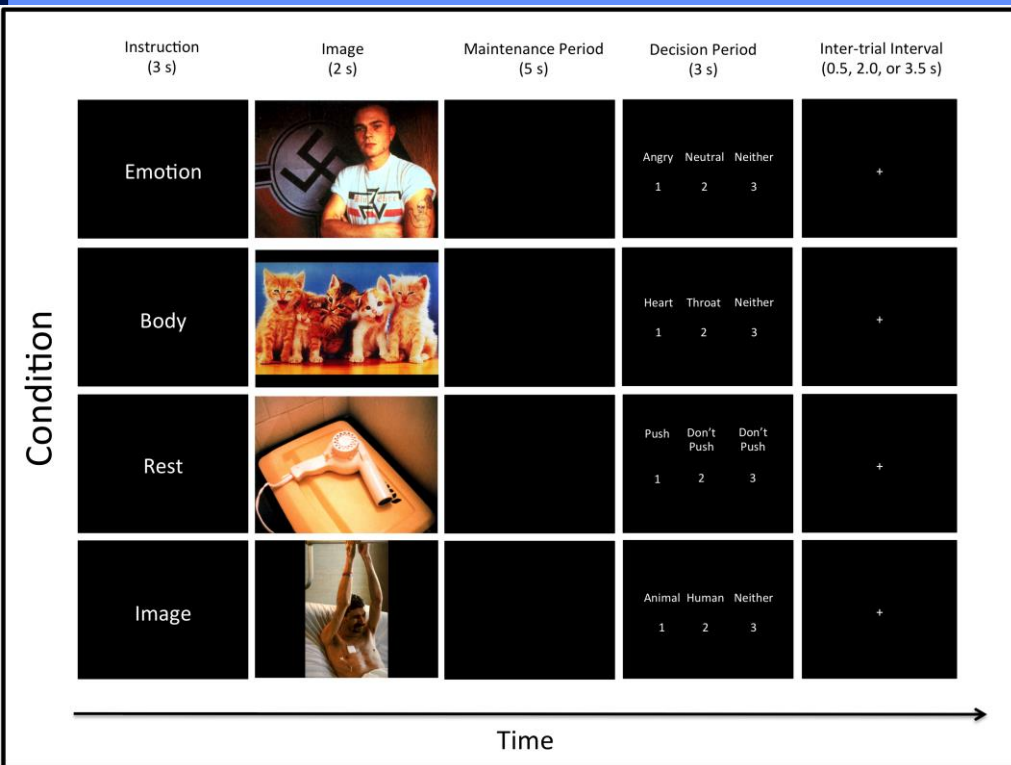 Instruction
(3 s)
Image
(2 s)
Maintenance Period
(5 s)
Decision Period
(3 s)
Inter-trial Interval
(0.5, 2.0, or 3.5 s)
Condition
Emotion
Angry Neutral Neither
1 2 3
+
Body
Heart Throat Neither
1 2 3
+
Rest
Push Don't Don't
Push Push
1 2 3
+
Image
Animal Human Neither
1 2 3
+
Time